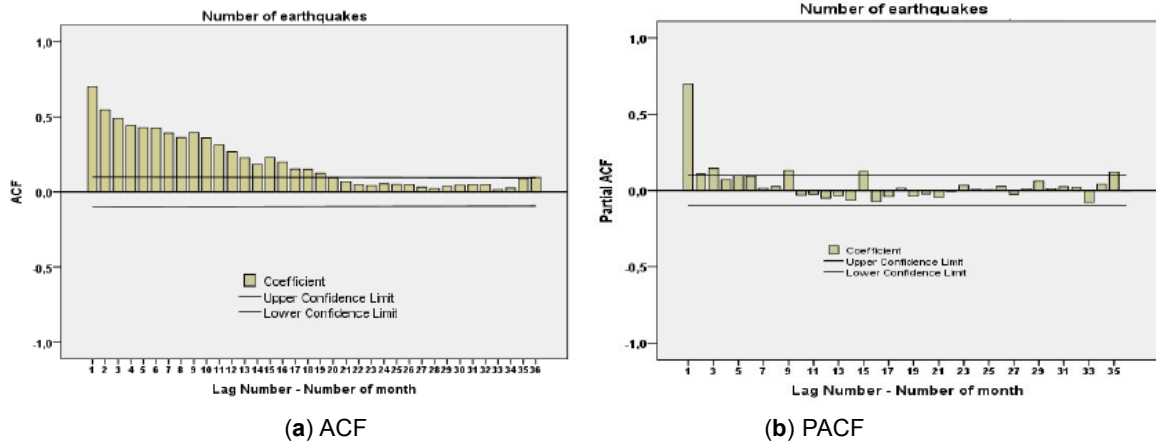 Number of earthquakes
1,0
0,5
0,0
-0,5
-1,0
ACF
Coefficient
Upper Confidence Limit
Lower Confidence Limit
1 2 3 4 5 6 7 8 9 10 11 12 13 14 15 16 17 18 19 20 21 22 23 24 25 26 27 28 29 30 31 32 33 34 35 36
Lag Number - Number of month
(a) ACF
Number of earthquakes
1,0
0,5
0,0
-0,5
-1,0
Partial ACF
Coefficient
Upper Confidence Limit
Lower Confidence Limit
1 3 5 7 9 11 13 15 17 19 21 23 25 27 29 31 33 35
Lag Number - Number of month
(b) PACF